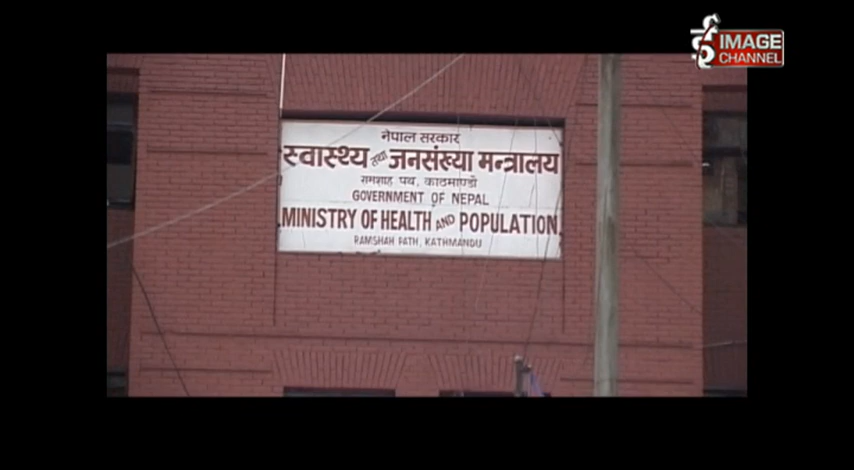 IMAGE
CHANNEL
नेपाल सरकार
स्वास्थ्य तथा जनसंख्या मन्त्रालय
रामशाह पथ, काठमाण्डौ
GOVERNMENT OF NEPAL
MINISTRY OF HEALTH AND POPULATION
RAMSHAH PATH, KATHMANDU